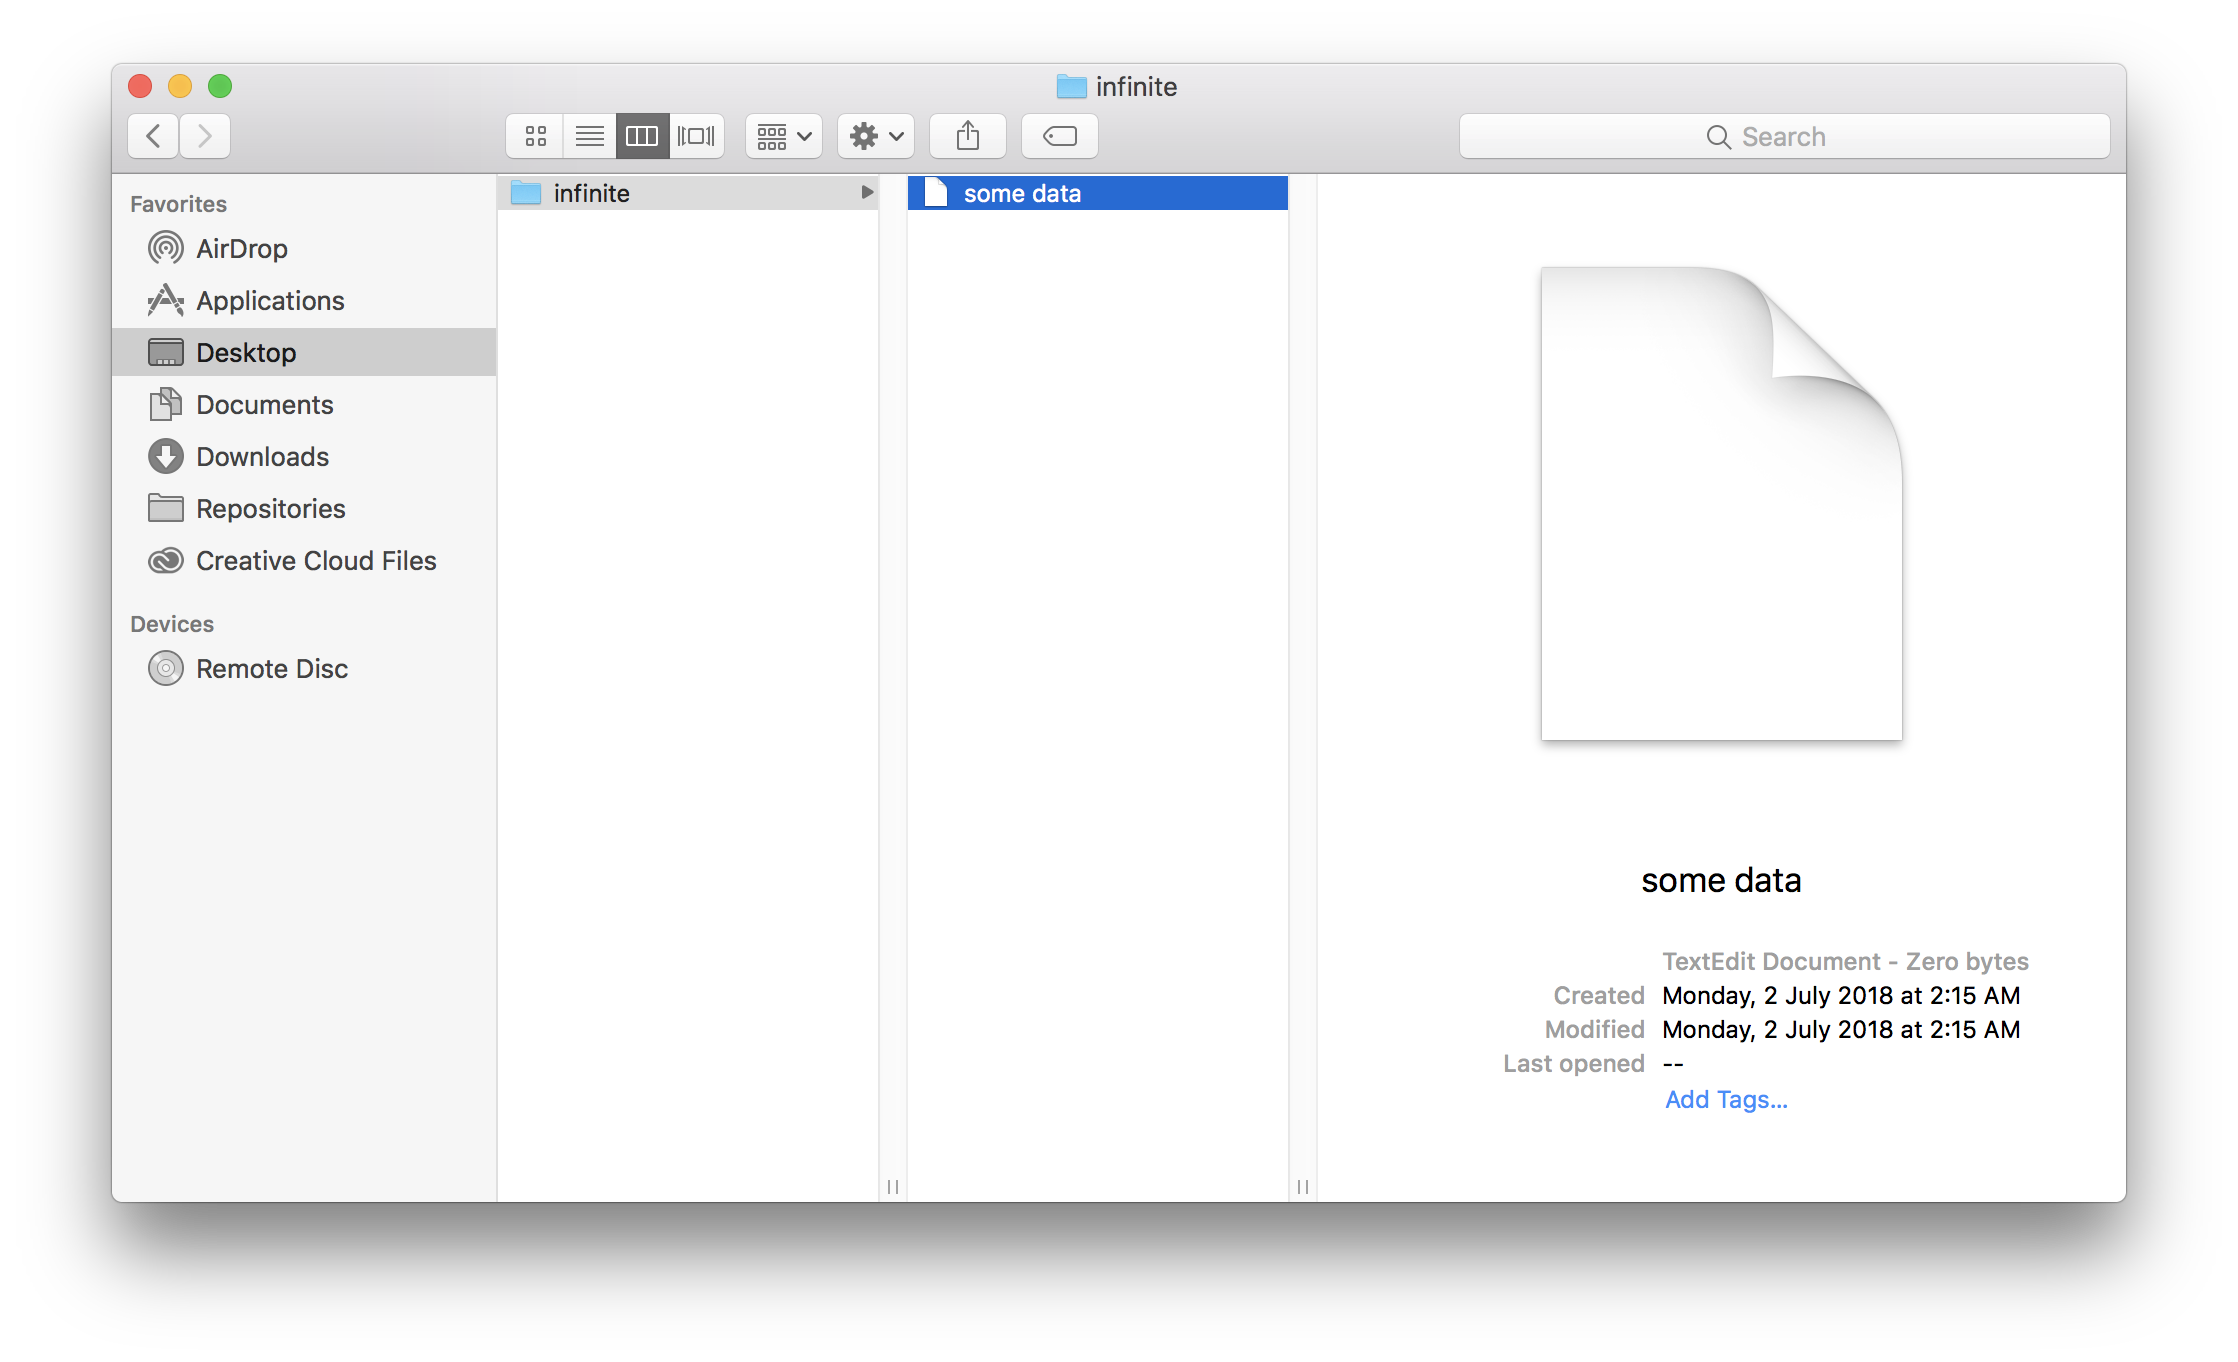 infinite
Search
Favorites
AirDrop
Applications
Desktop
Documents
Downloads
Repositories
Creative Cloud Files
Devices
Remote Disc
infinite
some data
some data
TextEdit Document - Zero bytes
Created Monday, 2 July 2018 at 2:15 AM
Modified Monday, 2 July 2018 at 2:15 AM
Last opened --
Add Tags...